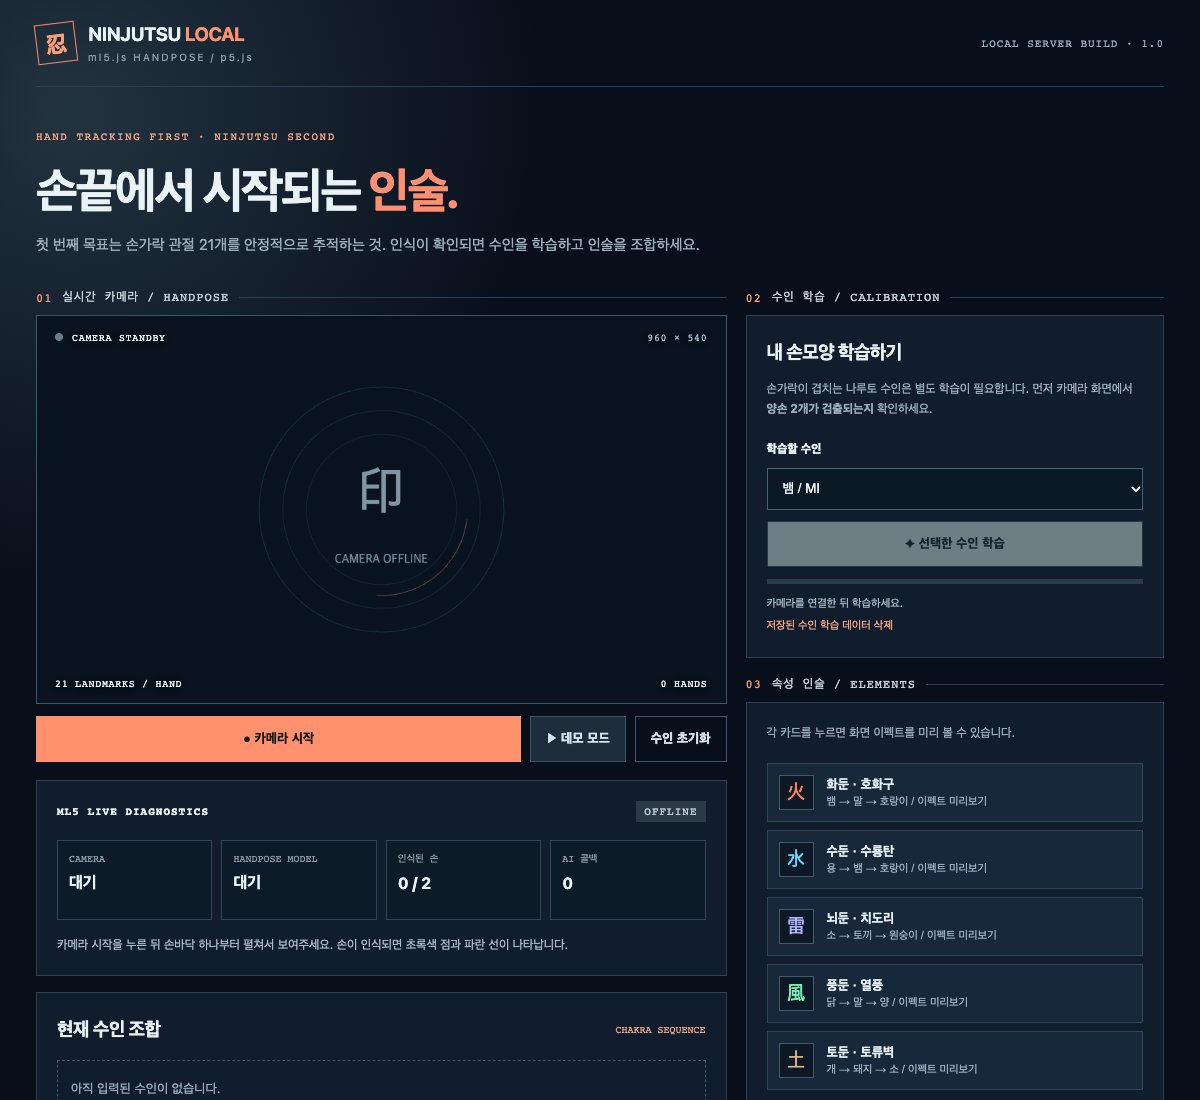 忍
NINJUTSU LOCAL
ml5.js HANDPOSE / p5.js
LOCAL SERVER BUILD · 1.0
HAND TRACKING FIRST · NINJUTSU SECOND
손끝에서 시작되는 인술.
첫 번째 목표는 손가락 관절 21개를 안정적으로 추적하는 것. 인식이 확인되면 수인을 학습하고 인술을 조합하세요.
01 실시간 카메라 / HANDPOSE
CAMERA STANDBY
960 × 540
印
CAMERA OFFLINE
21 LANDMARKS / HAND
0 HANDS
● 카메라 시작
▶ 데모 모드
수인 초기화
ML5 LIVE DIAGNOSTICS
OFFLINE
CAMERA
대기
HANDPOSE MODEL
대기
인식된 손
0 / 2
AI 콜백
0
카메라 시작을 누른 뒤 손바닥 하나부터 펼쳐서 보여주세요. 손이 인식되면 초록색 점과 파란 선이 나타납니다.
현재 수인 조합
CHAKRA SEQUENCE
아직 입력된 수인이 없습니다.
02 수인 학습 / CALIBRATION
내 손모양 학습하기
손가락이 겹치는 나루토 수인은 별도 학습이 필요합니다. 먼저 카메라 화면에서
양손 2개가 검출되는지 확인하세요.
학습할 수인
뱀 / MI
✦ 선택한 수인 학습
카메라를 연결한 뒤 학습하세요.
저장된 수인 학습 데이터 삭제
03 속성 인술 / ELEMENTS
각 카드를 누르면 화면 이펙트를 미리 볼 수 있습니다.
火
화둔 · 호화구
뱀 → 말 → 호랑이 / 이펙트 미리보기
水
수둔 · 수룡탄
용 → 뱀 → 호랑이 / 이펙트 미리보기
雷
뇌둔 · 치도리
소 → 토끼 → 원숭이 / 이펙트 미리보기
風
풍둔 · 열풍
닭 → 말 → 양 / 이펙트 미리보기
土
토둔 · 토류벽
개 → 돼지 → 소 / 이펙트 미리보기